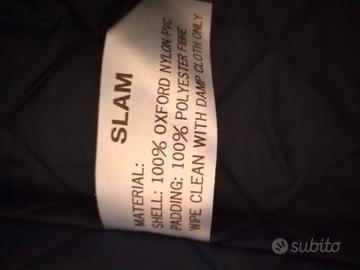 SLAM
MATERIAL:
SHELL: 100% OXFORD NYLON/PVC
PADDING: 100% POLYESTER FIBRE
WIPE CLEAN WITH DAMP CLOTH ONLY
subito